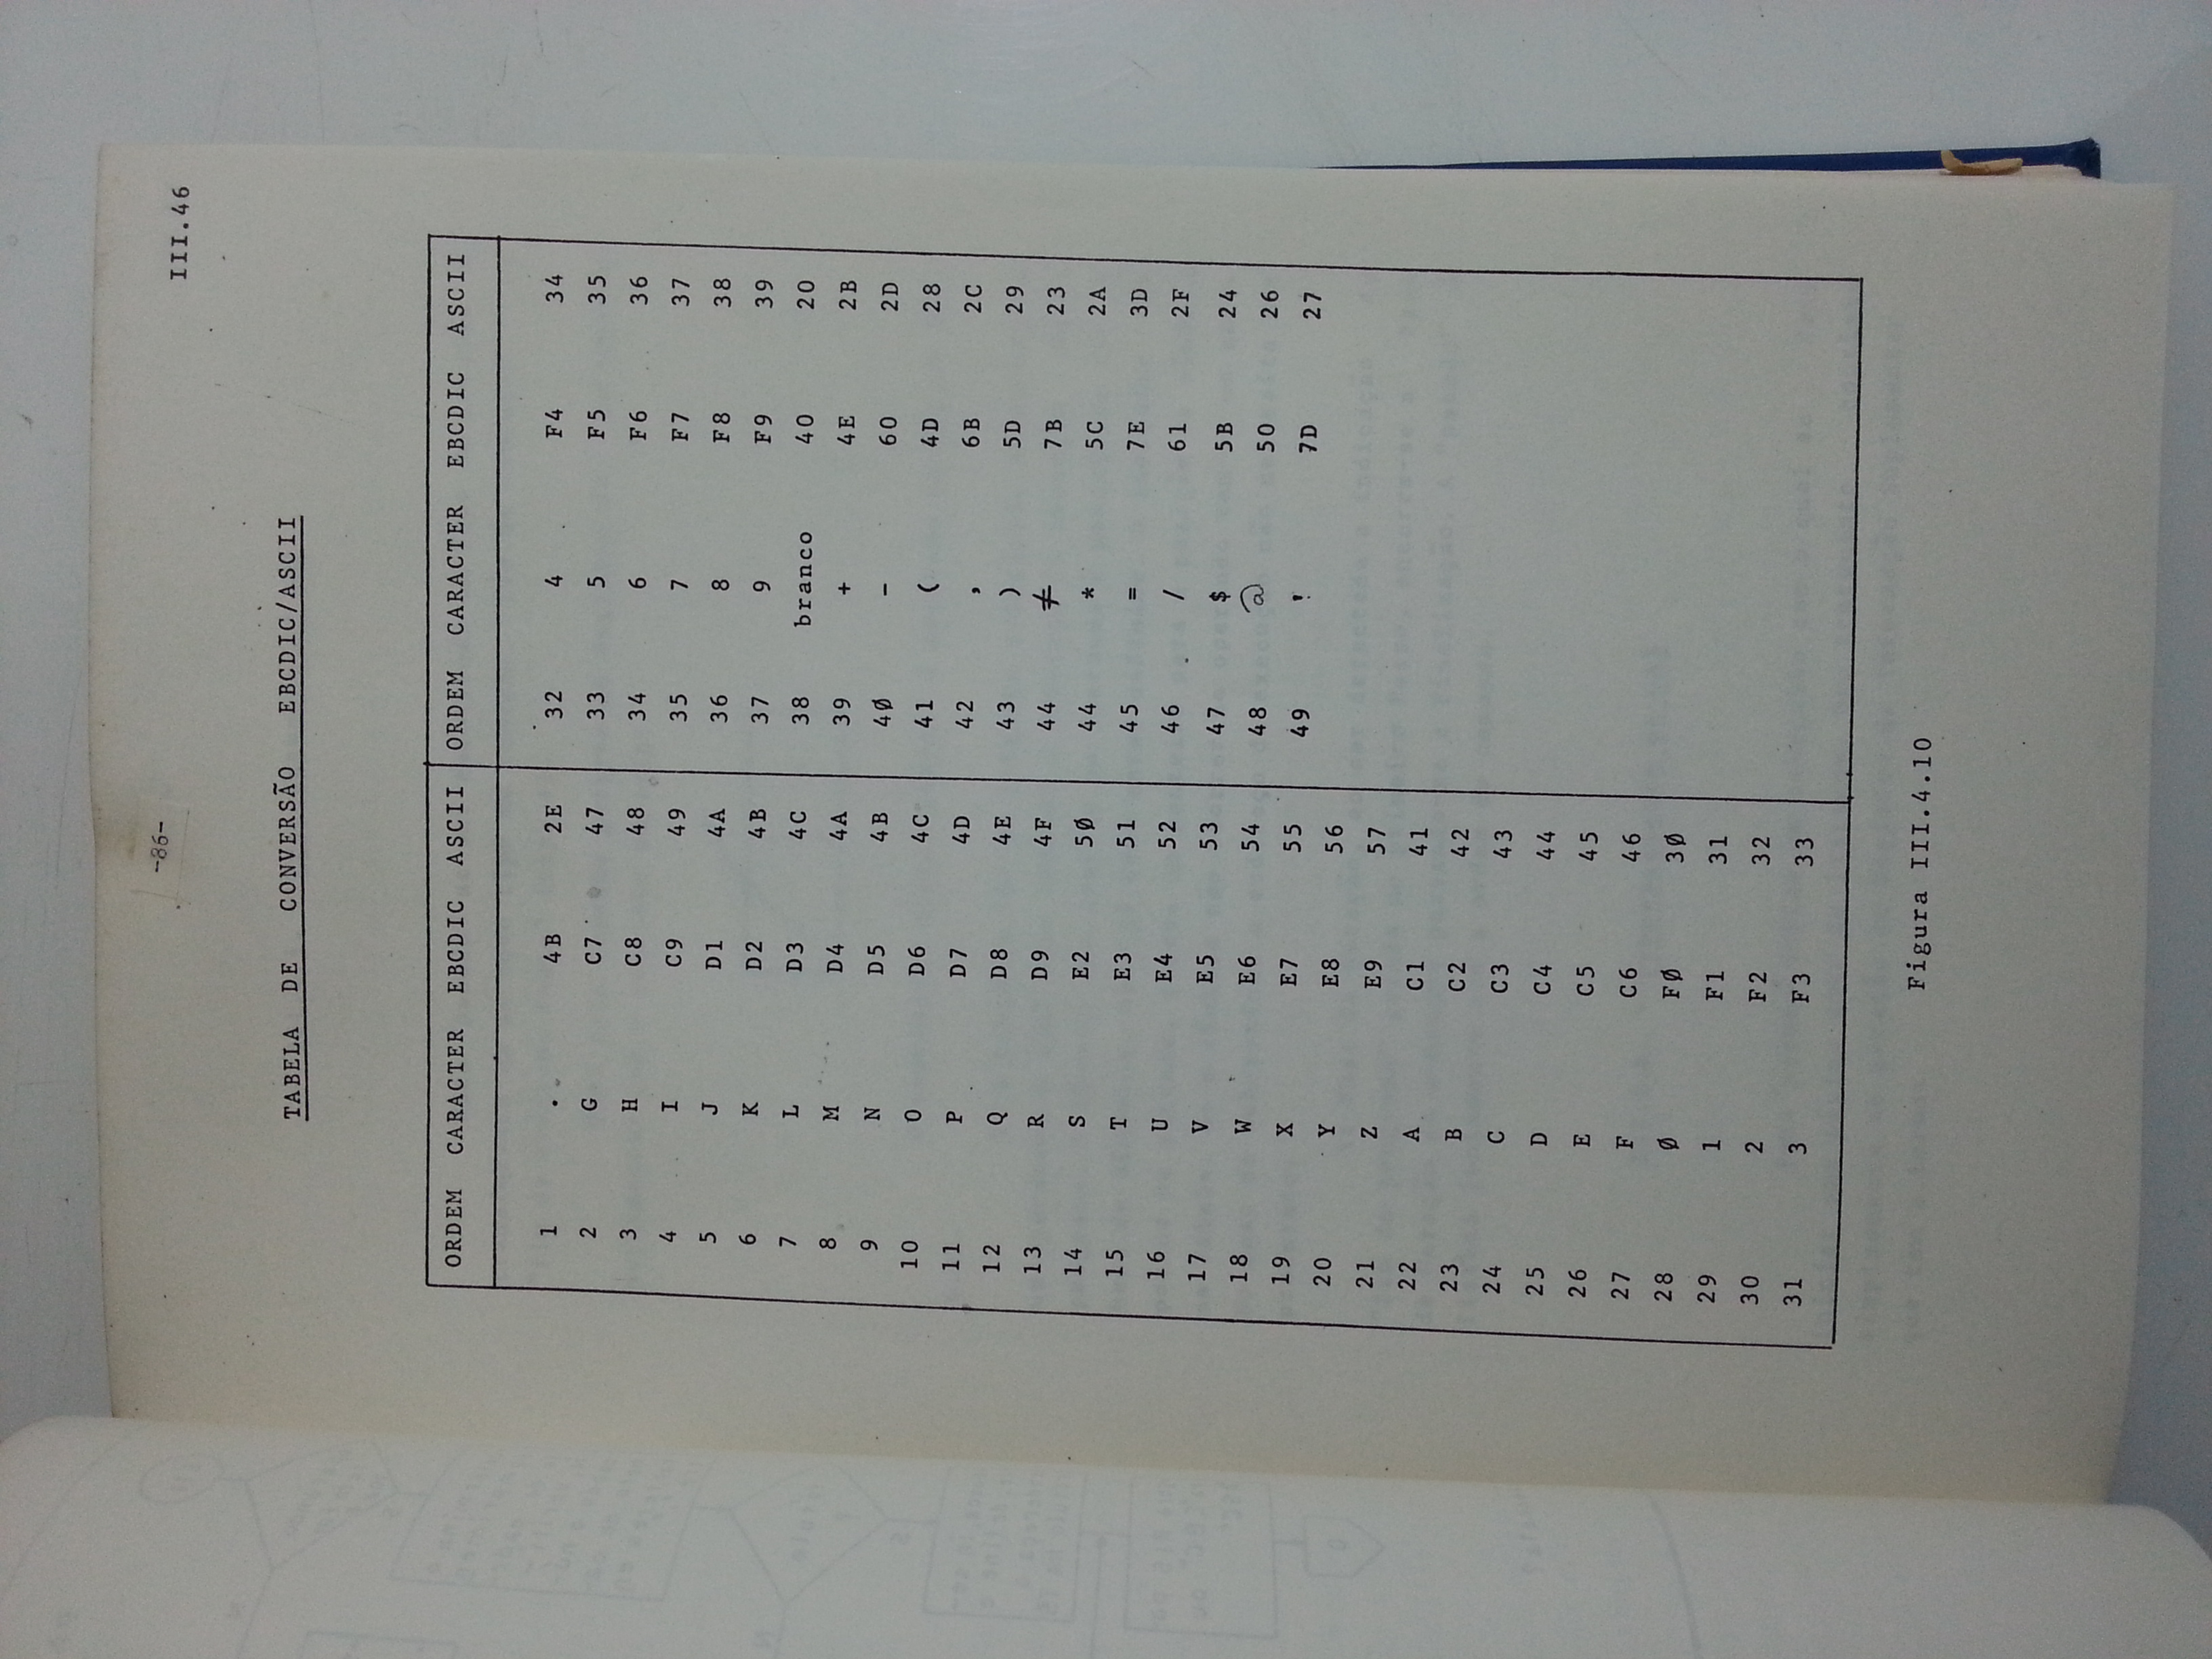 -86-
III.46
TABELA DE CONVERSÃO EBCDIC/ASCII
ORDEM CARACTER EBCDIC ASCII ORDEM CARACTER EBCDIC ASCII
1 . 4B 2E 32 4 F4 34
2 G C7 47 33 5 F5 35
3 H C8 48 34 6 F6 36
4 I C9 49 35 7 F7 37
5 J D1 4A 36 8 F8 38
6 K D2 4B 37 9 F9 39
7 L D3 4C 38 branco 40 20
8 M D4 4A 39 + 4E 2B
9 N D5 4B 4Ø - 60 2D
10 O D6 4C 41 ( 4D 28
11 P D7 4D 42 , 6B 2C
12 Q D8 4E 43 ) 5D 29
13 R D9 4F 44 ≠ 7B 23
14 S E2 5Ø 44 * 5C 2A
15 T E3 51 45 = 7E 3D
16 U E4 52 46 / 61 2F
17 V E5 53 47 $ 5B 24
18 W E6 54 48 @ 50 26
19 X E7 55 49 ! 7D 27
20 Y E8 56
21 Z E9 57
22 A C1 41
23 B C2 42
24 C C3 43
25 D C4 44
26 E C5 45
27 F C6 46
28 Ø FØ 3Ø
29 1 F1 31
30 2 F2 32
31 3 F3 33
Figura III.4.10